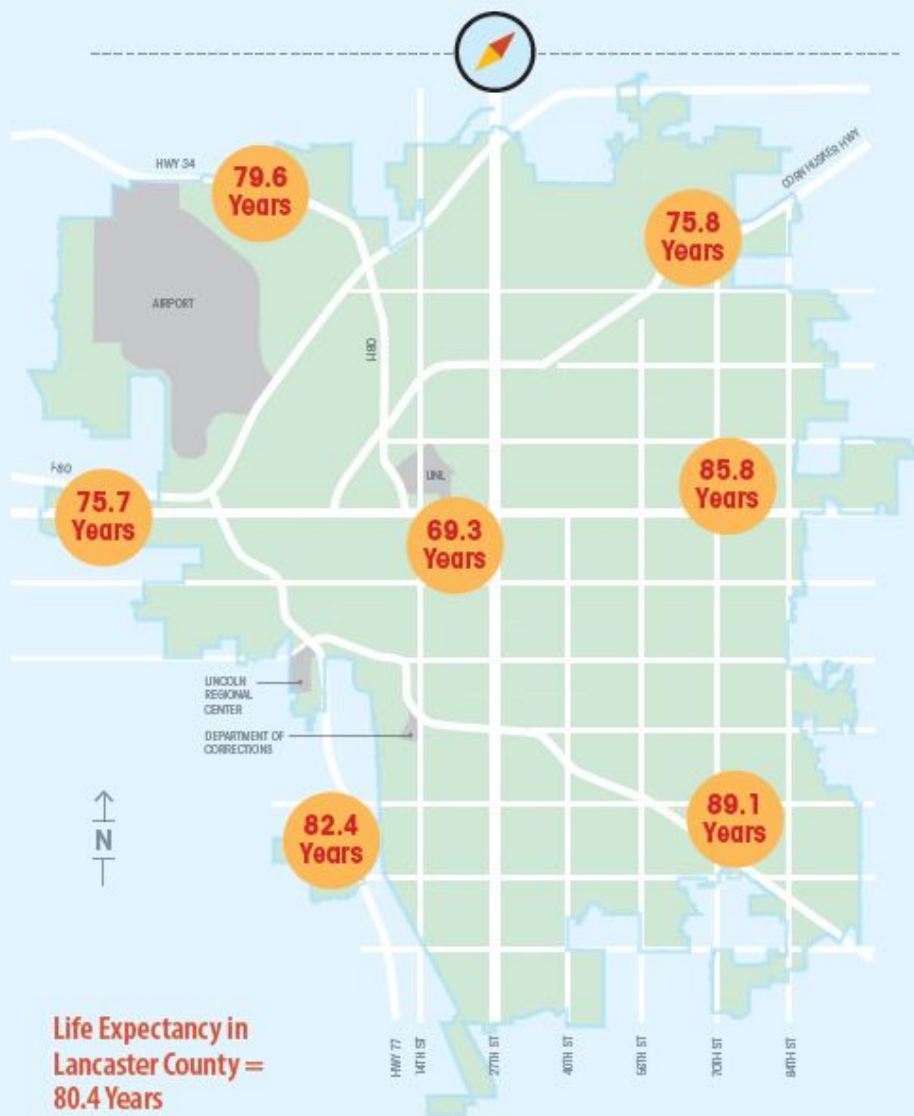 HWY 34
79.6
Years
CORNHUSKER HWY
75.8
Years
AIRPORT
I-80
UNL
85.8
Years
75.7
Years
69.3
Years
LINCOLN
REGIONAL
CENTER
DEPARTMENT OF
CORRECTIONS
N
82.4
Years
89.1
Years
Life Expectancy in
Lancaster County =
80.4 Years
HWY 77
14TH ST
27TH ST
40TH ST
56TH ST
70TH ST
84TH ST